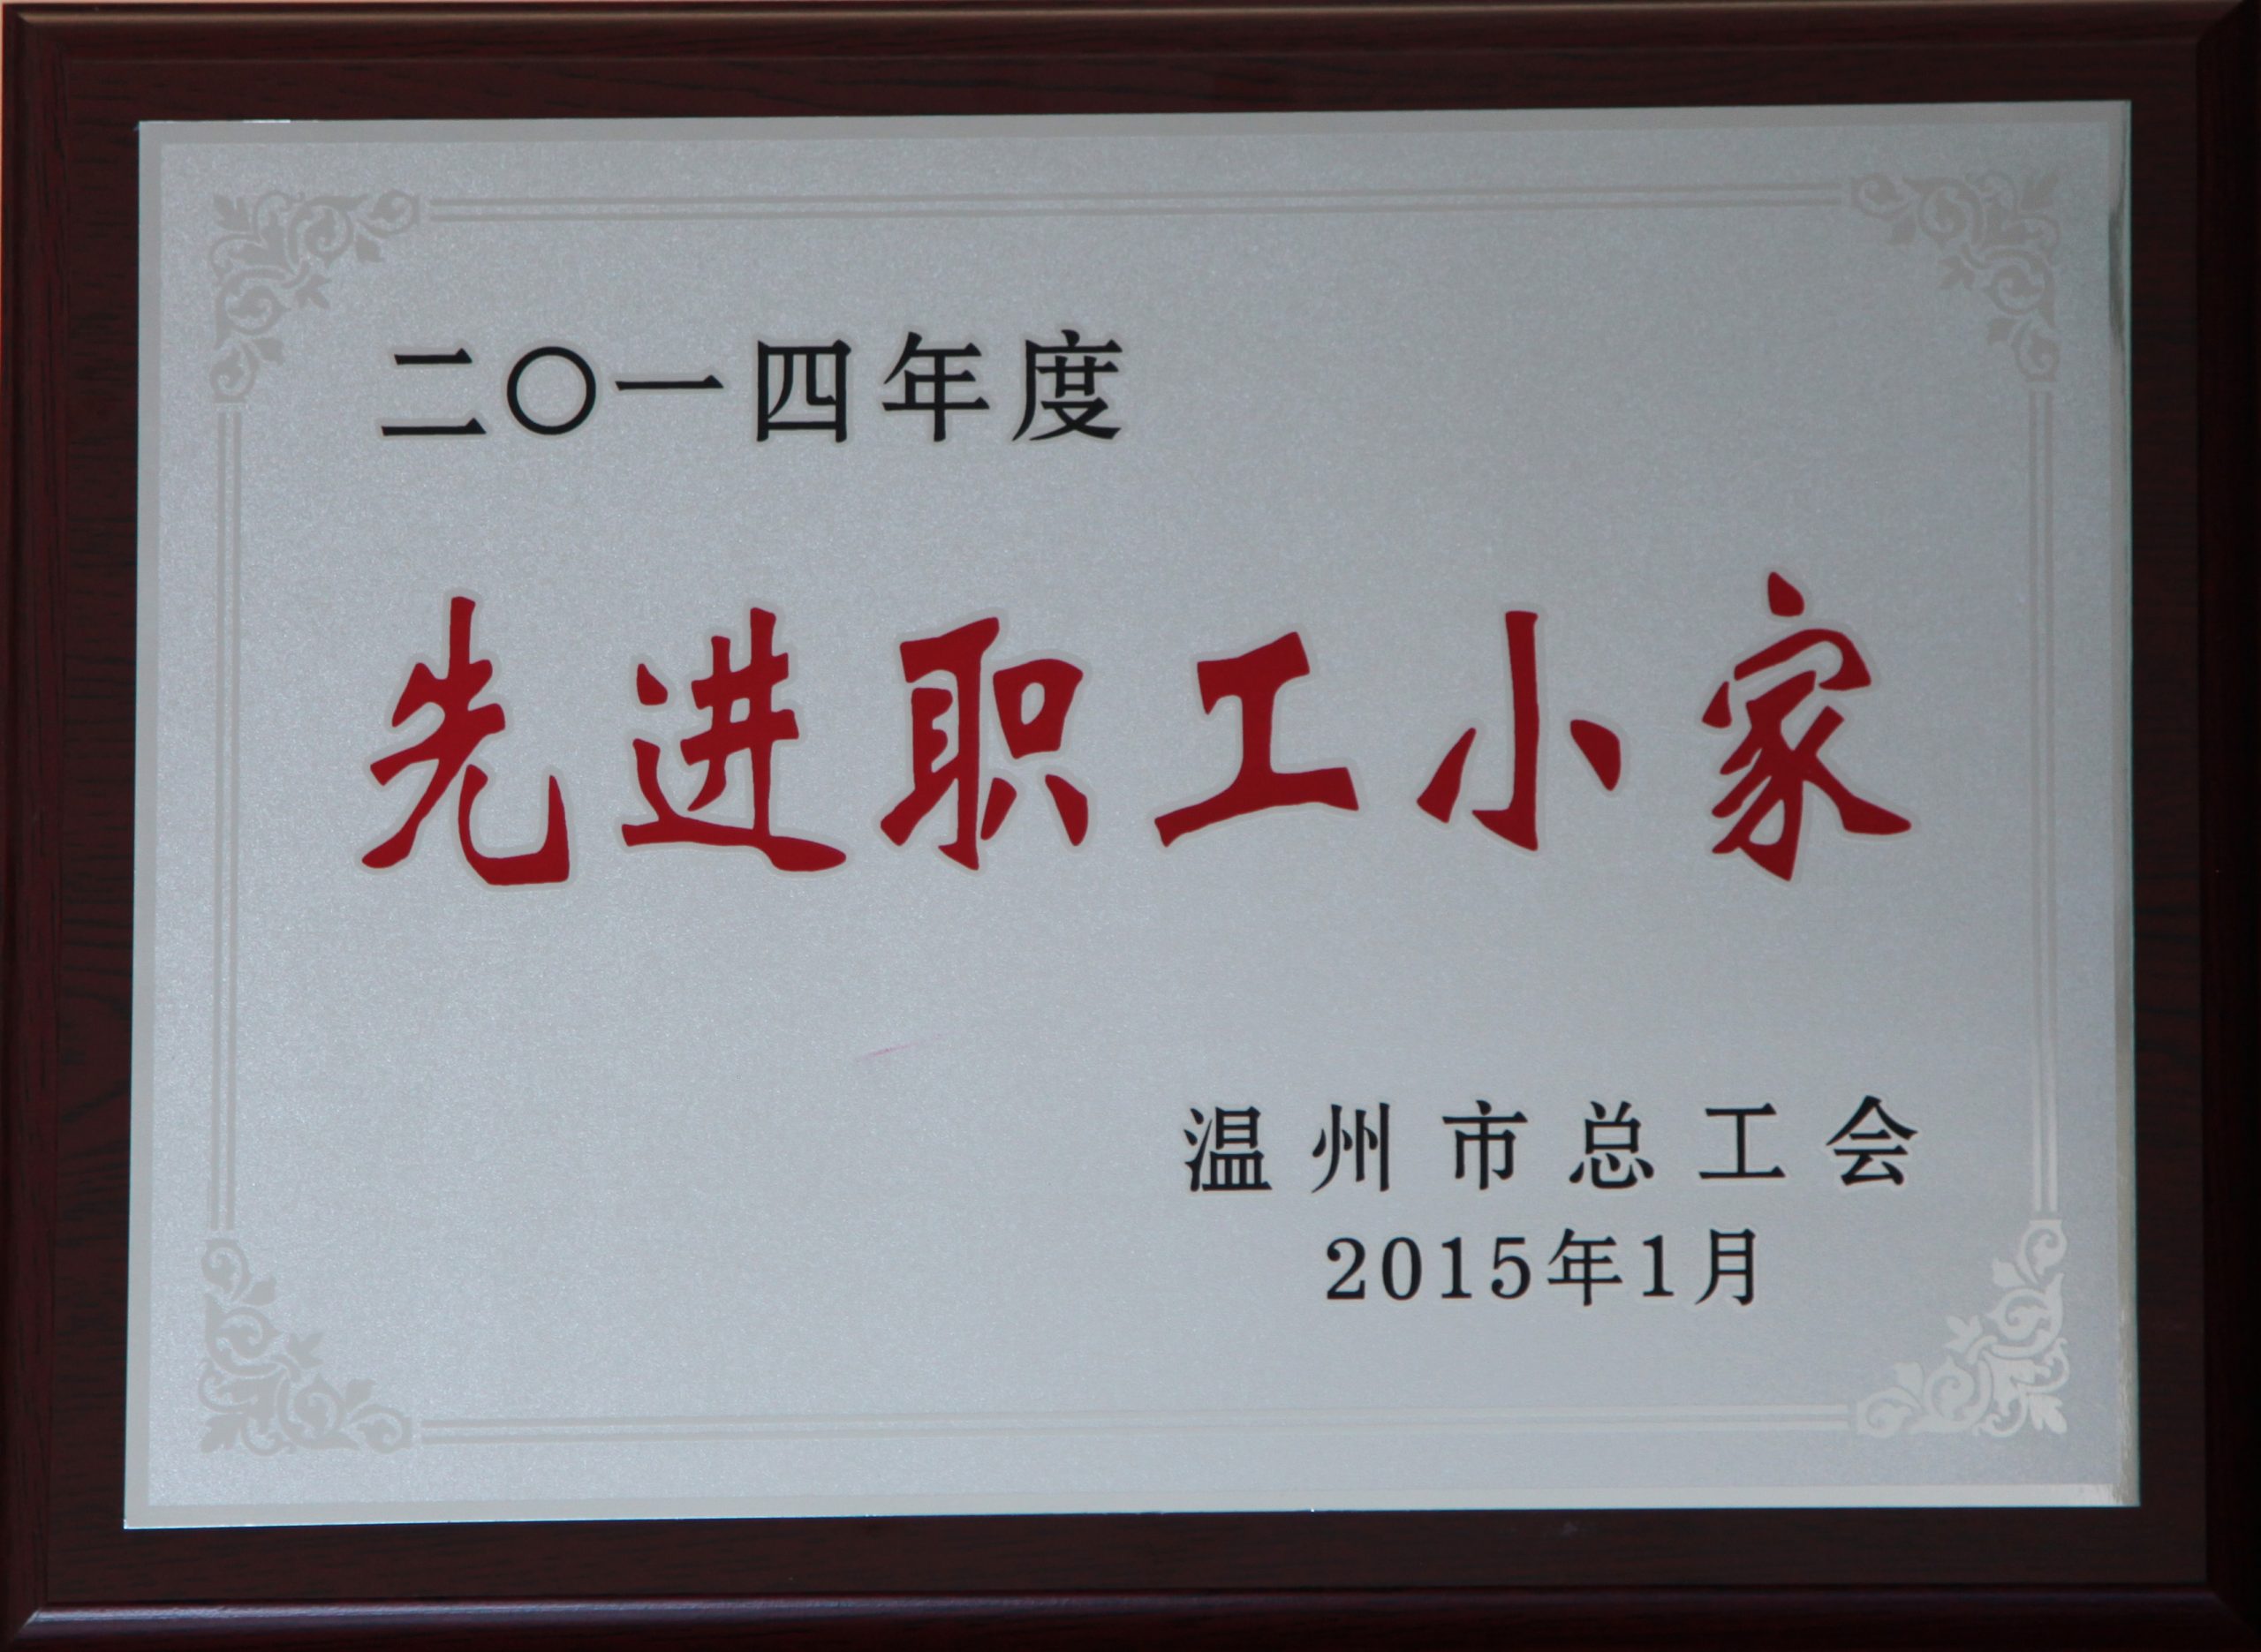 二〇一四年度
先进职工小家
温州市总工会
2015年1月